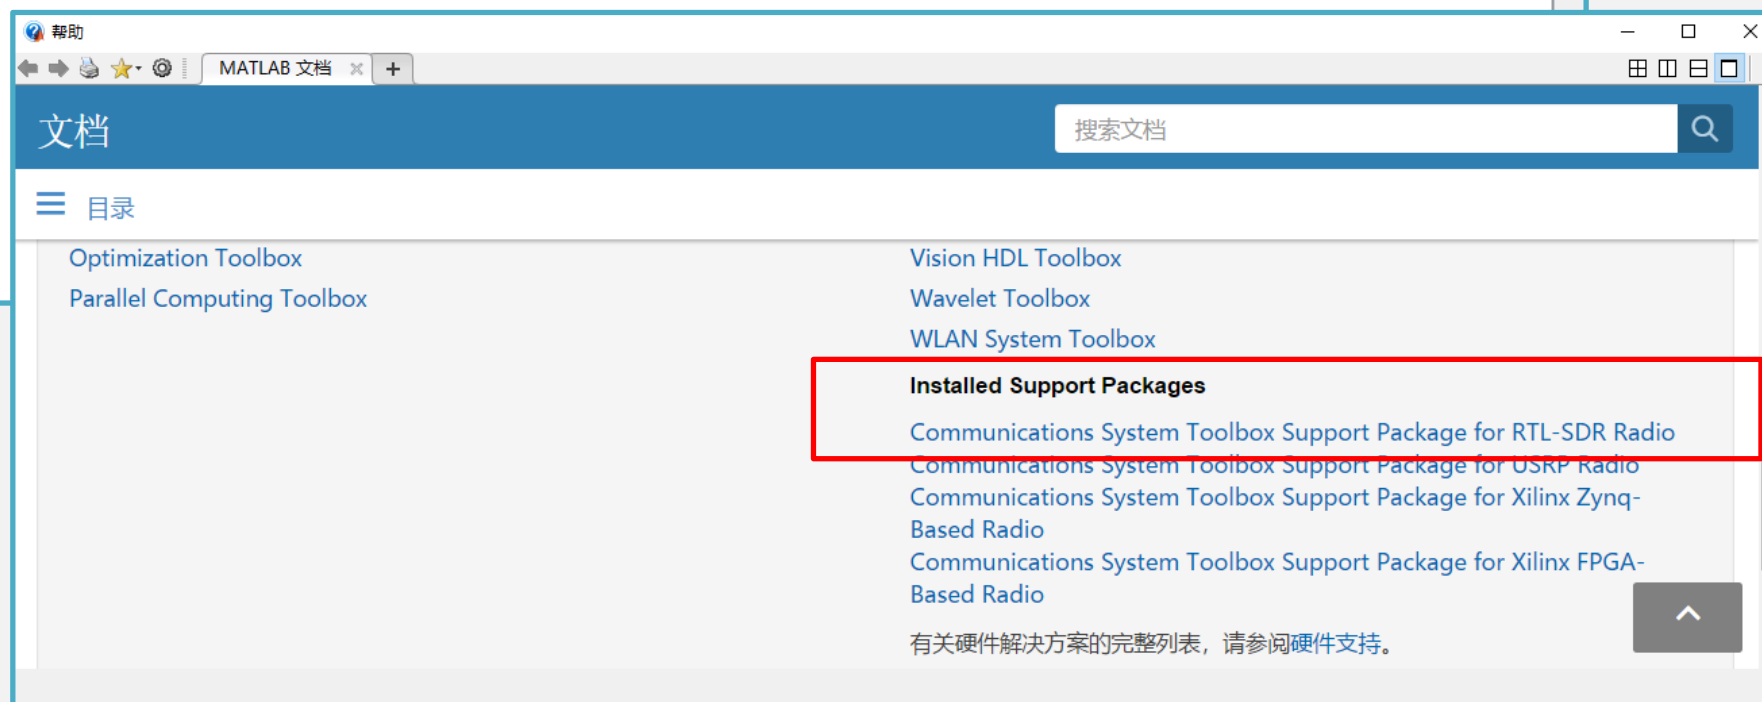 帮助
MATLAB 文档
文档
搜索文档
目录
Optimization Toolbox
Parallel Computing Toolbox
Vision HDL Toolbox
Wavelet Toolbox
WLAN System Toolbox
Installed Support Packages
Communications System Toolbox Support Package for RTL-SDR Radio
Communications System Toolbox Support Package for USRP Radio
Communications System Toolbox Support Package for Xilinx Zynq-
Based Radio
Communications System Toolbox Support Package for Xilinx FPGA-
Based Radio
有关硬件解决方案的完整列表，请参阅硬件支持。